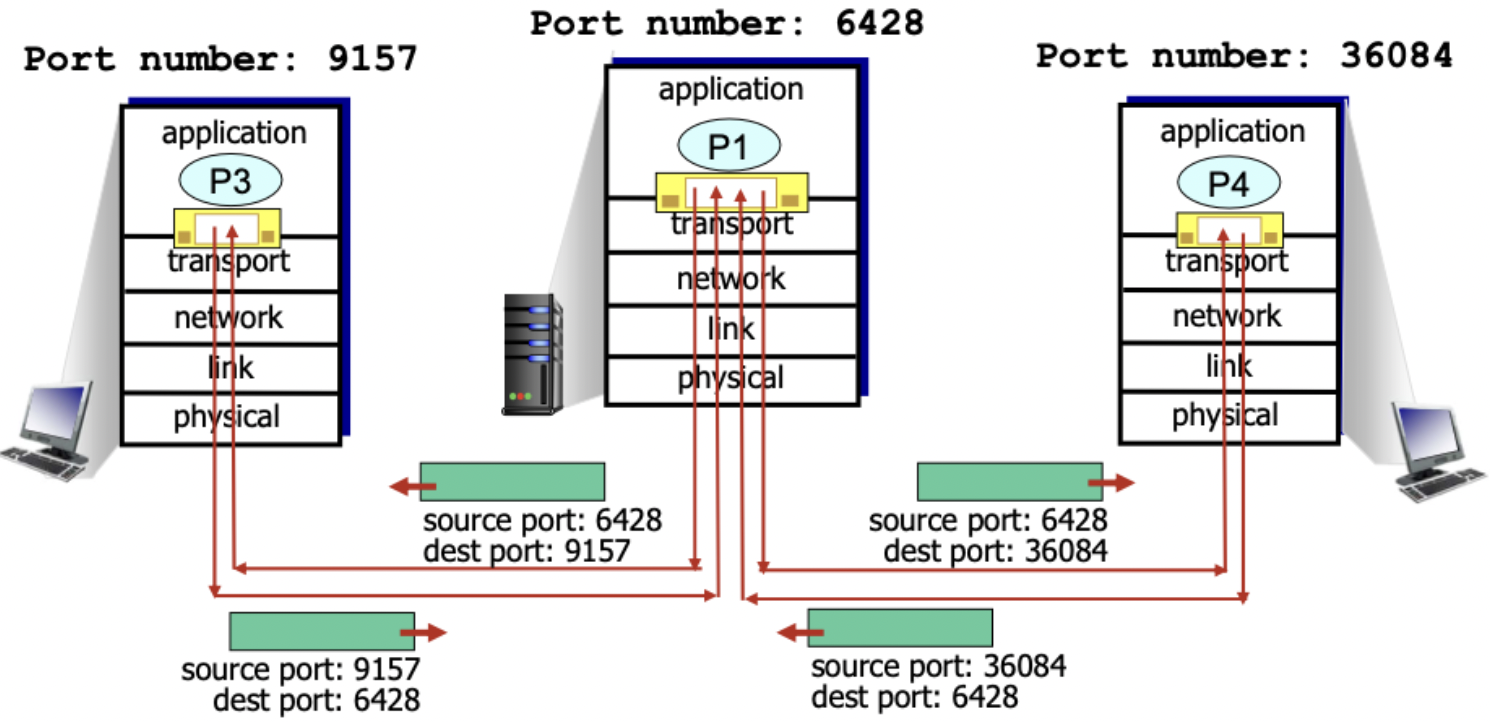 Port number: 6428
Port number: 9157
Port number: 36084
application
P3
transport
network
link
physical
application
P1
transport
network
link
physical
application
P4
transport
network
link
physical
source port: 6428
dest port: 9157
source port: 6428
dest port: 36084
source port: 9157
dest port: 6428
source port: 36084
dest port: 6428